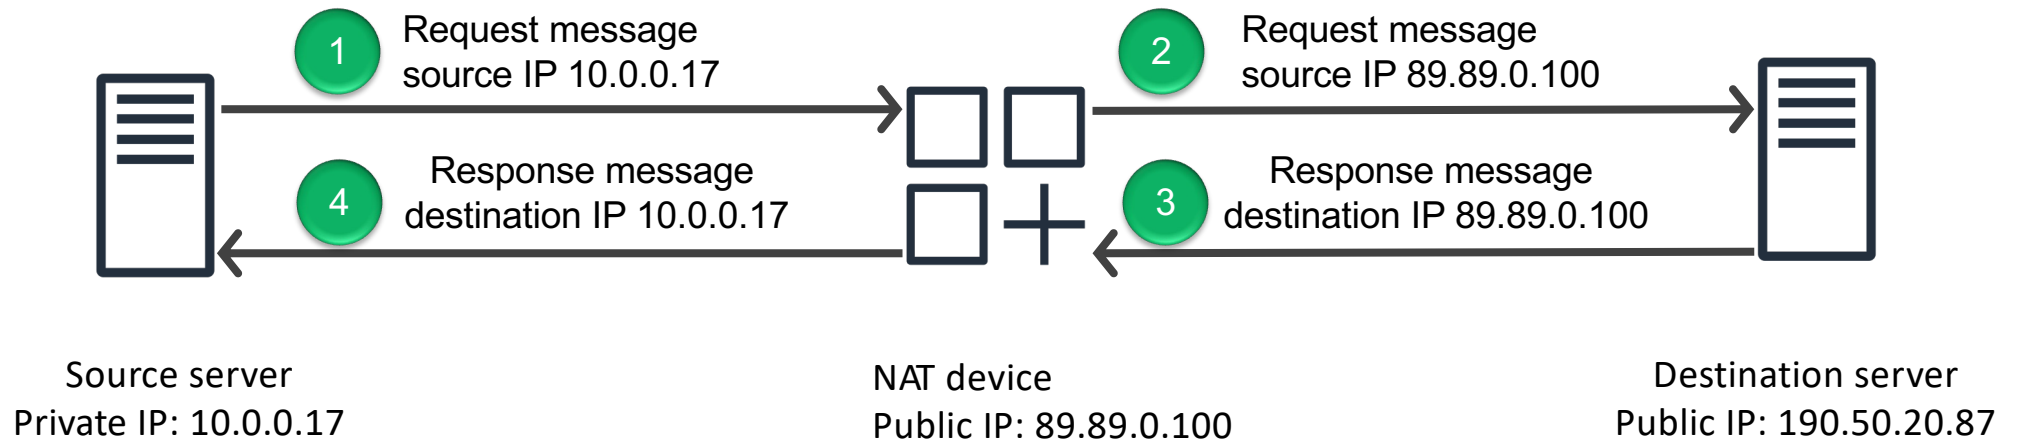 1
Request message
source IP 10.0.0.17
2
Request message
source IP 89.89.0.100
4
Response message
destination IP 10.0.0.17
3
Response message
destination IP 89.89.0.100
Source server
Private IP: 10.0.0.17
NAT device
Public IP: 89.89.0.100
Destination server
Public IP: 190.50.20.87